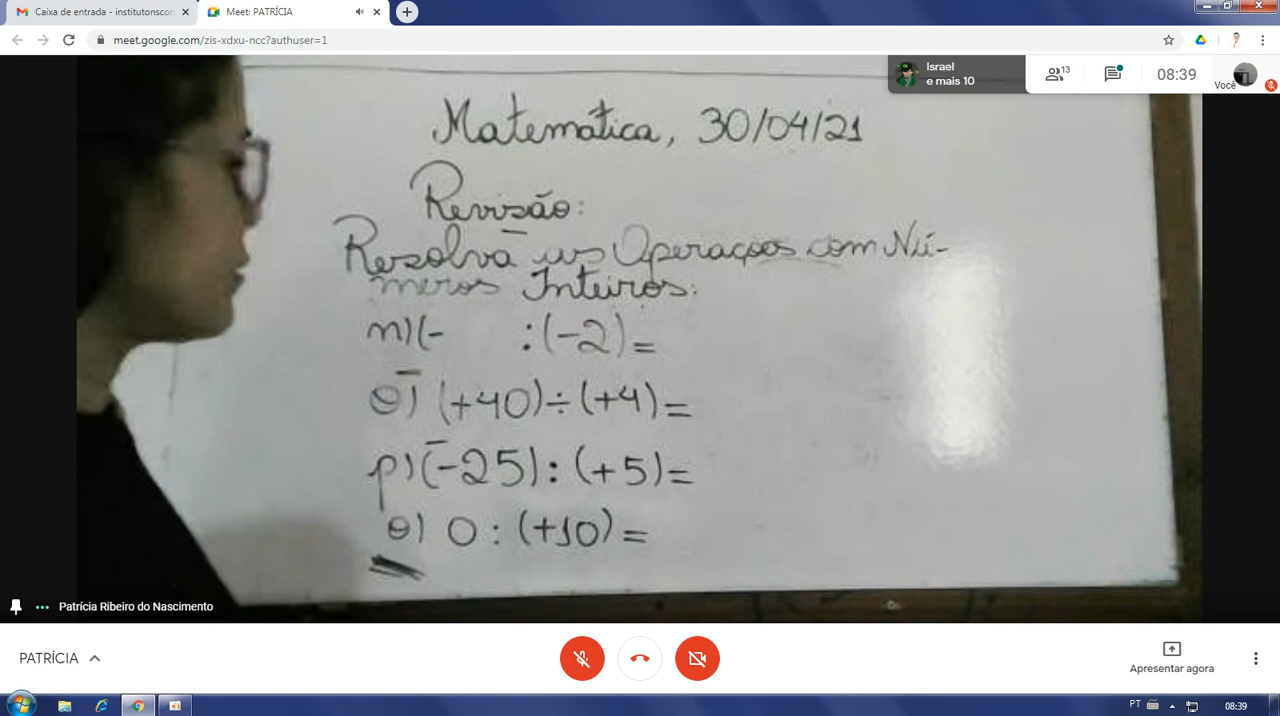 Caixa de entrada - institutonscon
Meet: PATRÍCIA
meet.google.com/zis-xdxu-ncc?authuser=1
Israel
e mais 10
13
08:39
Você
Matemática, 30/04/21
Revisão:
Resolva as Operações com Nú-
meros Inteiros:
n) (- : (-2) =
o) (+40) ÷ (+4) =
p) (-25) : (+5) =
o) 0 : (+10) =
Patrícia Ribeiro do Nascimento
PATRÍCIA
Apresentar agora
PT
08:39